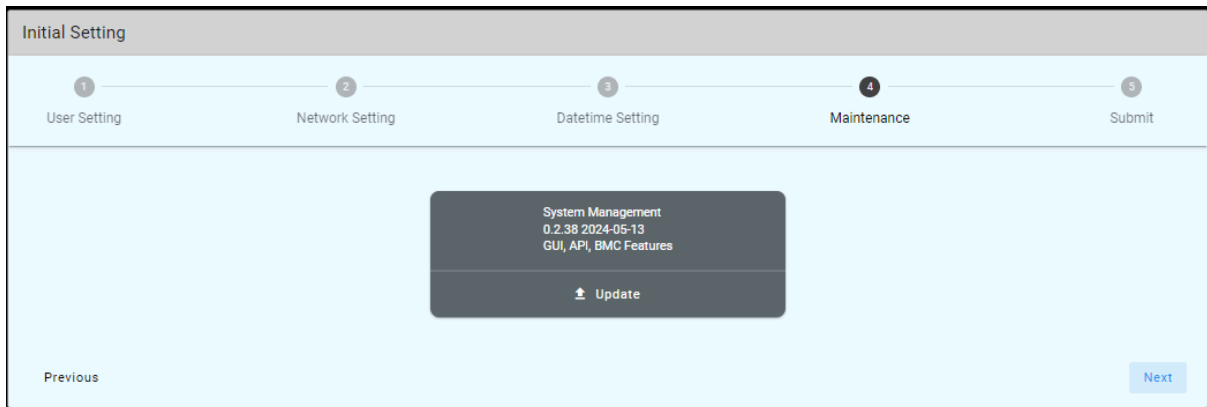 Initial Setting
1 2 3 4 5
User Setting Network Setting Datetime Setting Maintenance Submit
System Management
0.2.38 2024-05-13
GUI, API, BMC Features
Update
Previous Next